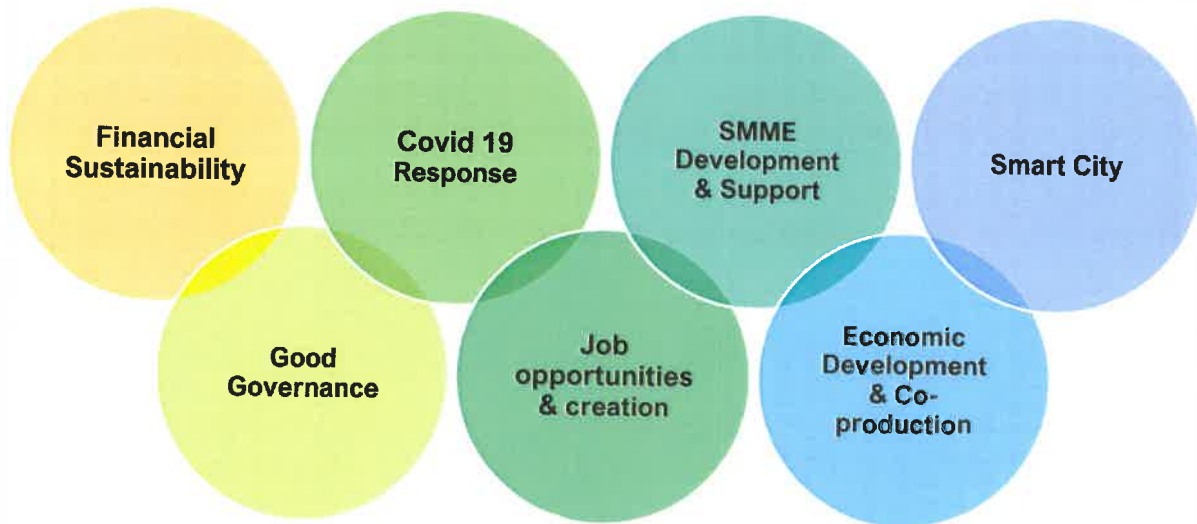 Financial
Sustainability
Covid 19
Response
SMME
Development
& Support
Smart City
Good
Governance
Job
opportunities
& creation
Economic
Development
& Co-
production